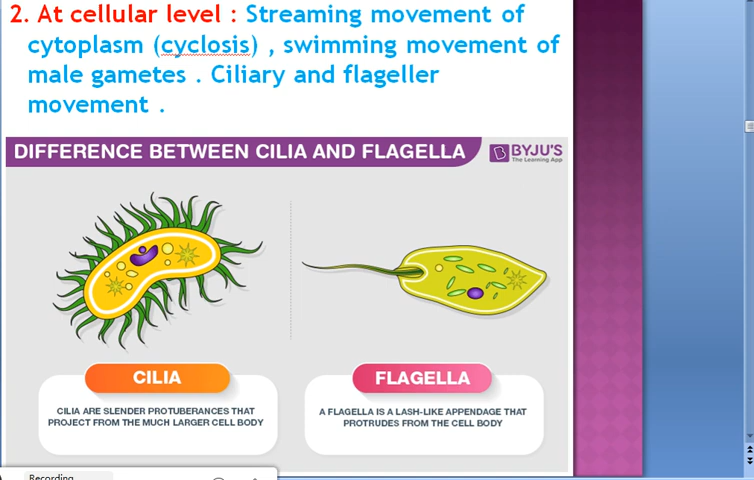 2. At cellular level : Streaming movement of
cytoplasm (cyclosis) , swimming movement of
male gametes . Ciliary and flageller
movement .
DIFFERENCE BETWEEN CILIA AND FLAGELLA
BYJU'S
The Learning App
CILIA
CILIA ARE SLENDER PROTUBERANCES THAT
PROJECT FROM THE MUCH LARGER CELL BODY
FLAGELLA
A FLAGELLA IS A LASH-LIKE APPENDAGE THAT
PROTRUDES FROM THE CELL BODY
Recording